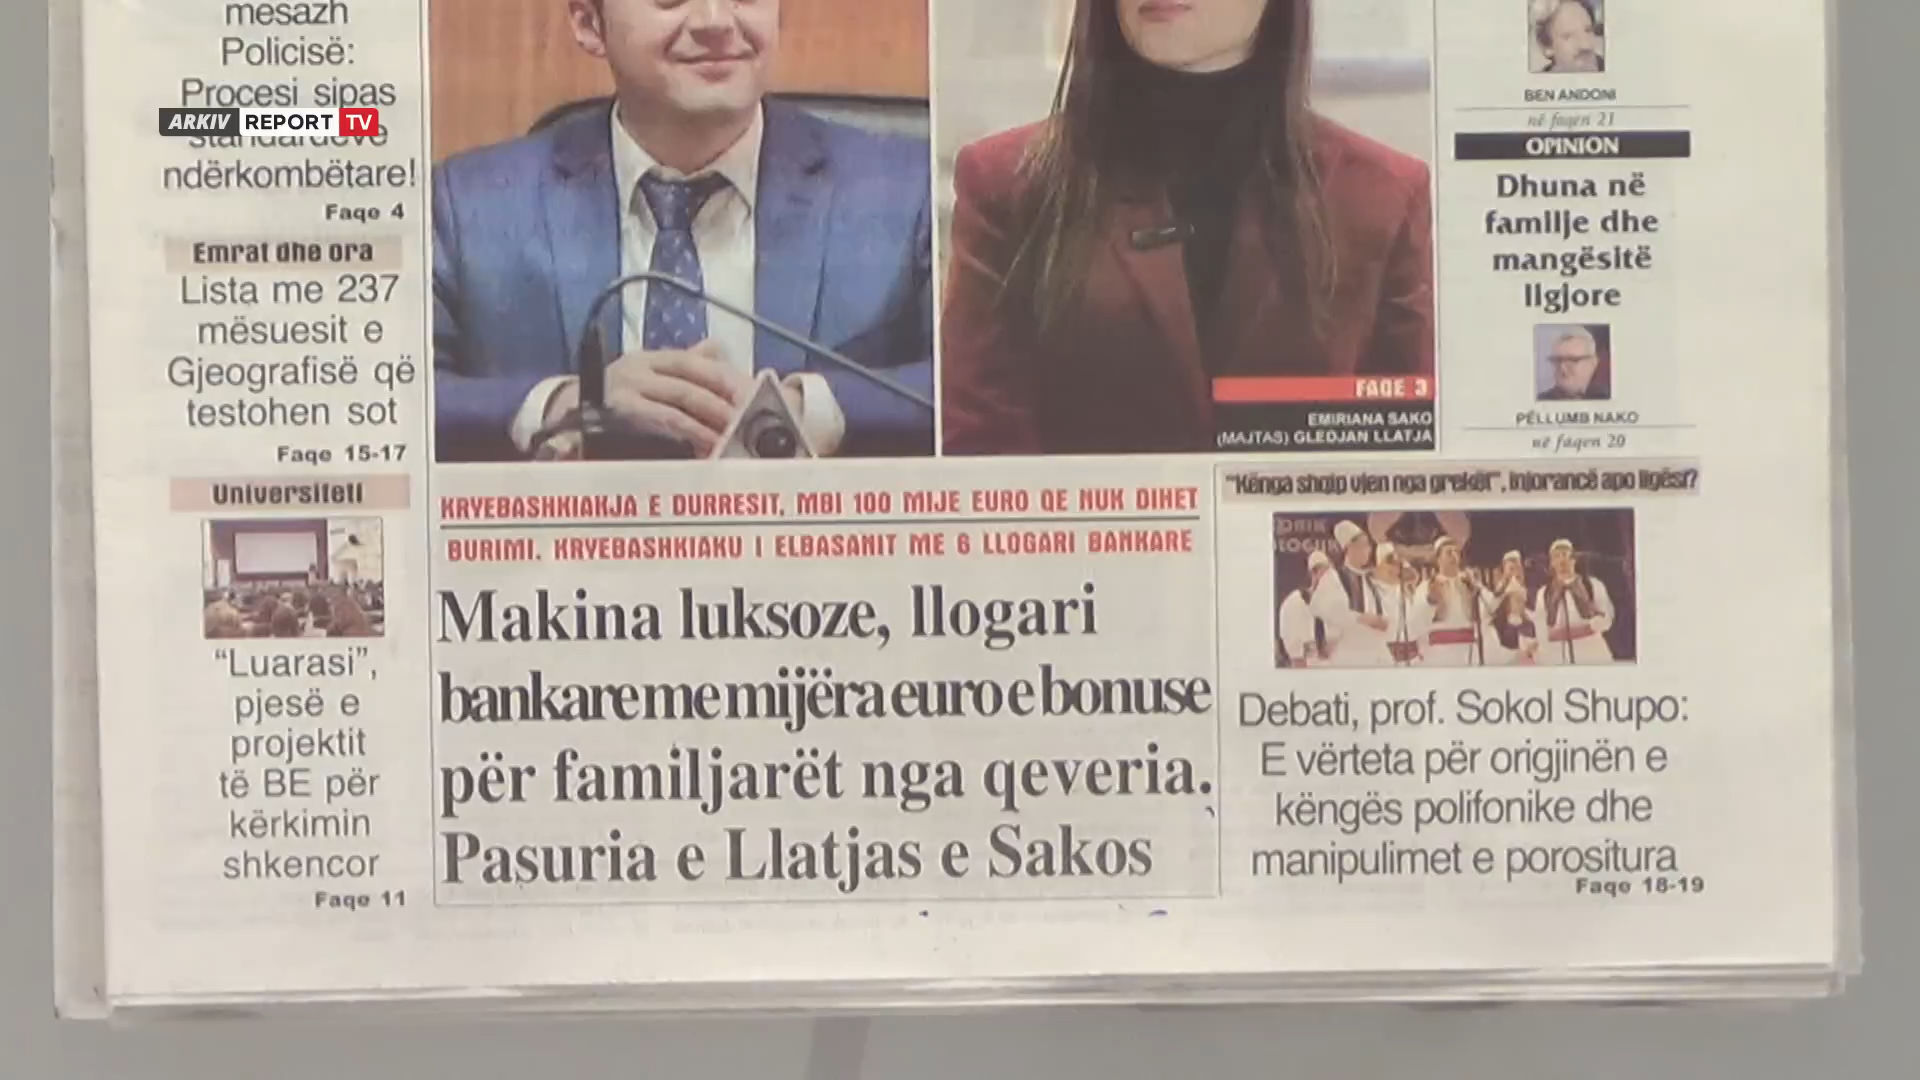 mesazh
Policisë:
Procesi sipas
ARKIV REPORT TV
standardeve
ndërkombëtare!
Faqe 4
Emrat dhe ora
Lista me 237
mësuesit e
Gjeografisë që
testohen sot
Faqe 15-17
Universiteti
“Luarasi”,
pjesë e
projektit
të BE për
kërkimin
shkencor
Faqe 11
FAQE 3
EMIRIANA SAKO
(MAJTAS) GLEDJAN LLATJA
KRYEBASHKIAKJA E DURRESIT, MBI 100 MIJE EURO QE NUK DIHET
BURIMI. KRYEBASHKIAKU I ELBASANIT ME 6 LLOGARI BANKARE
Makina luksoze, llogari
bankare me mijëra euro e bonuse
për familjarët nga qeveria.
Pasuria e Llatjas e Sakos
BEN ANDONI
në faqen 21
OPINION
Dhuna në
familje dhe
mangësitë
ligjore
PËLLUMB NAKO
në faqen 20
“Kënga shqip vjen nga grekët”, injorancë apo ligësi?
Debati, prof. Sokol Shupo:
E vërteta për origjinën e
këngës polifonike dhe
manipulimet e porositura
Faqe 18-19